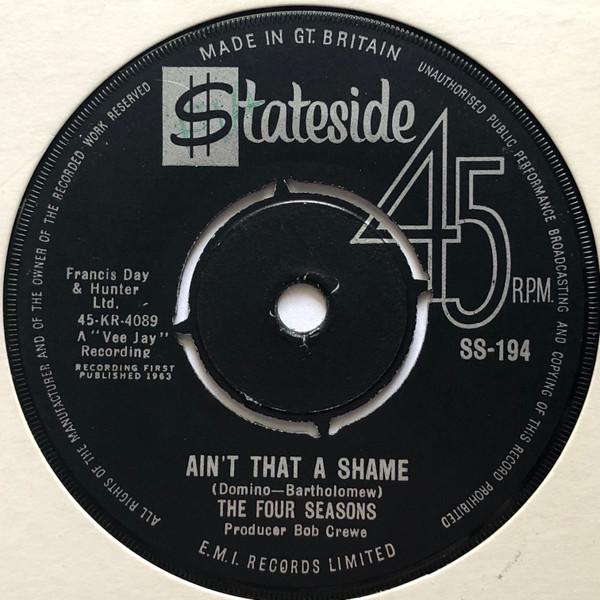 MADE IN GT. BRITAIN
UNAUTHORISED PUBLIC PERFORMANCE BROADCASTING AND COPYING OF THIS RECORD PROHIBITED
ALL RIGHTS OF THE MANUFACTURER AND OF THE OWNER OF THE RECORDED WORK RESERVED
$tateside
45 R.P.M.
Francis Day
& Hunter
Ltd.
45-KR-4089
A "Vee Jay"
Recording
RECORDING FIRST
PUBLISHED 1963
SS-194
AIN'T THAT A SHAME
(Domino—Bartholomew)
THE FOUR SEASONS
Producer Bob Crewe
E.M.I. RECORDS LIMITED